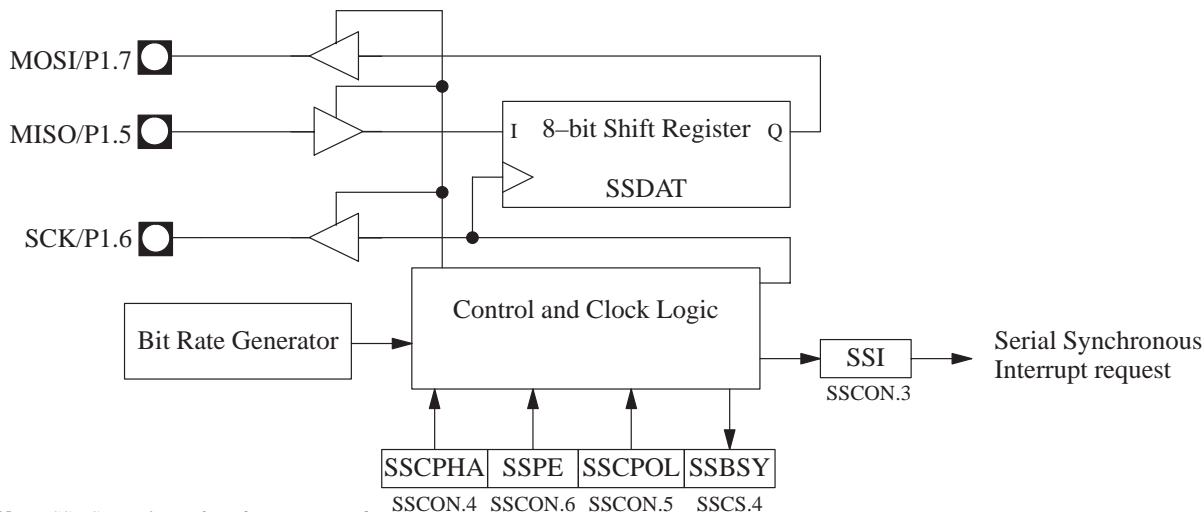 MOSI/P1.7
MISO/P1.5
I 8–bit Shift Register Q
SSDAT
SCK/P1.6
Control and Clock Logic
Bit Rate Generator
SSI
SSCON.3
Serial Synchronous
Interrupt request
SSCPHA SSPE SSCPOL SSBSY
SSCON.4 SSCON.6 SSCON.5 SSCS.4